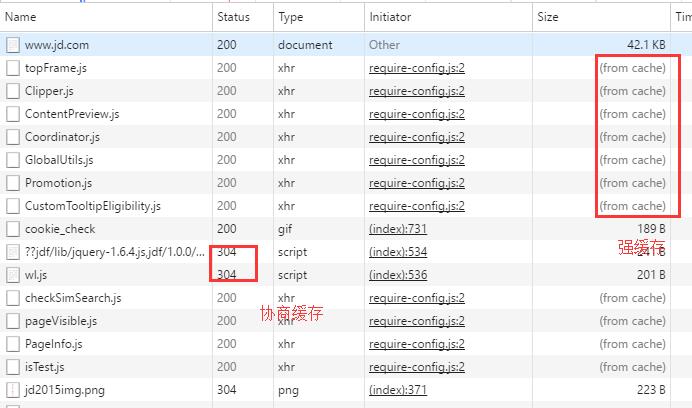 Name Status Type Initiator Size Tim
www.jd.com 200 document Other 42.1 KB
topFrame.js 200 xhr require-config.js:2 (from cache)
Clipper.js 200 xhr require-config.js:2 (from cache)
ContentPreview.js 200 xhr require-config.js:2 (from cache)
Coordinator.js 200 xhr require-config.js:2 (from cache)
GlobalUtils.js 200 xhr require-config.js:2 (from cache)
Promotion.js 200 xhr require-config.js:2 (from cache)
CustomTooltipEligibility.js 200 xhr require-config.js:2 (from cache)
cookie_check 200 gif (index):731 189 B
强缓存
??jdf/lib/jquery-1.6.4.js,jdf/1.0.0/... 304 script (index):534 241 B
wl.js 304 script (index):536 201 B
checkSimSearch.js 200 xhr require-config.js:2 (from cache)
协商缓存
pageVisible.js 200 xhr require-config.js:2 (from cache)
PageInfo.js 200 xhr require-config.js:2 (from cache)
isTest.js 200 xhr require-config.js:2 (from cache)
jd2015img.png 304 png (index):371 223 B